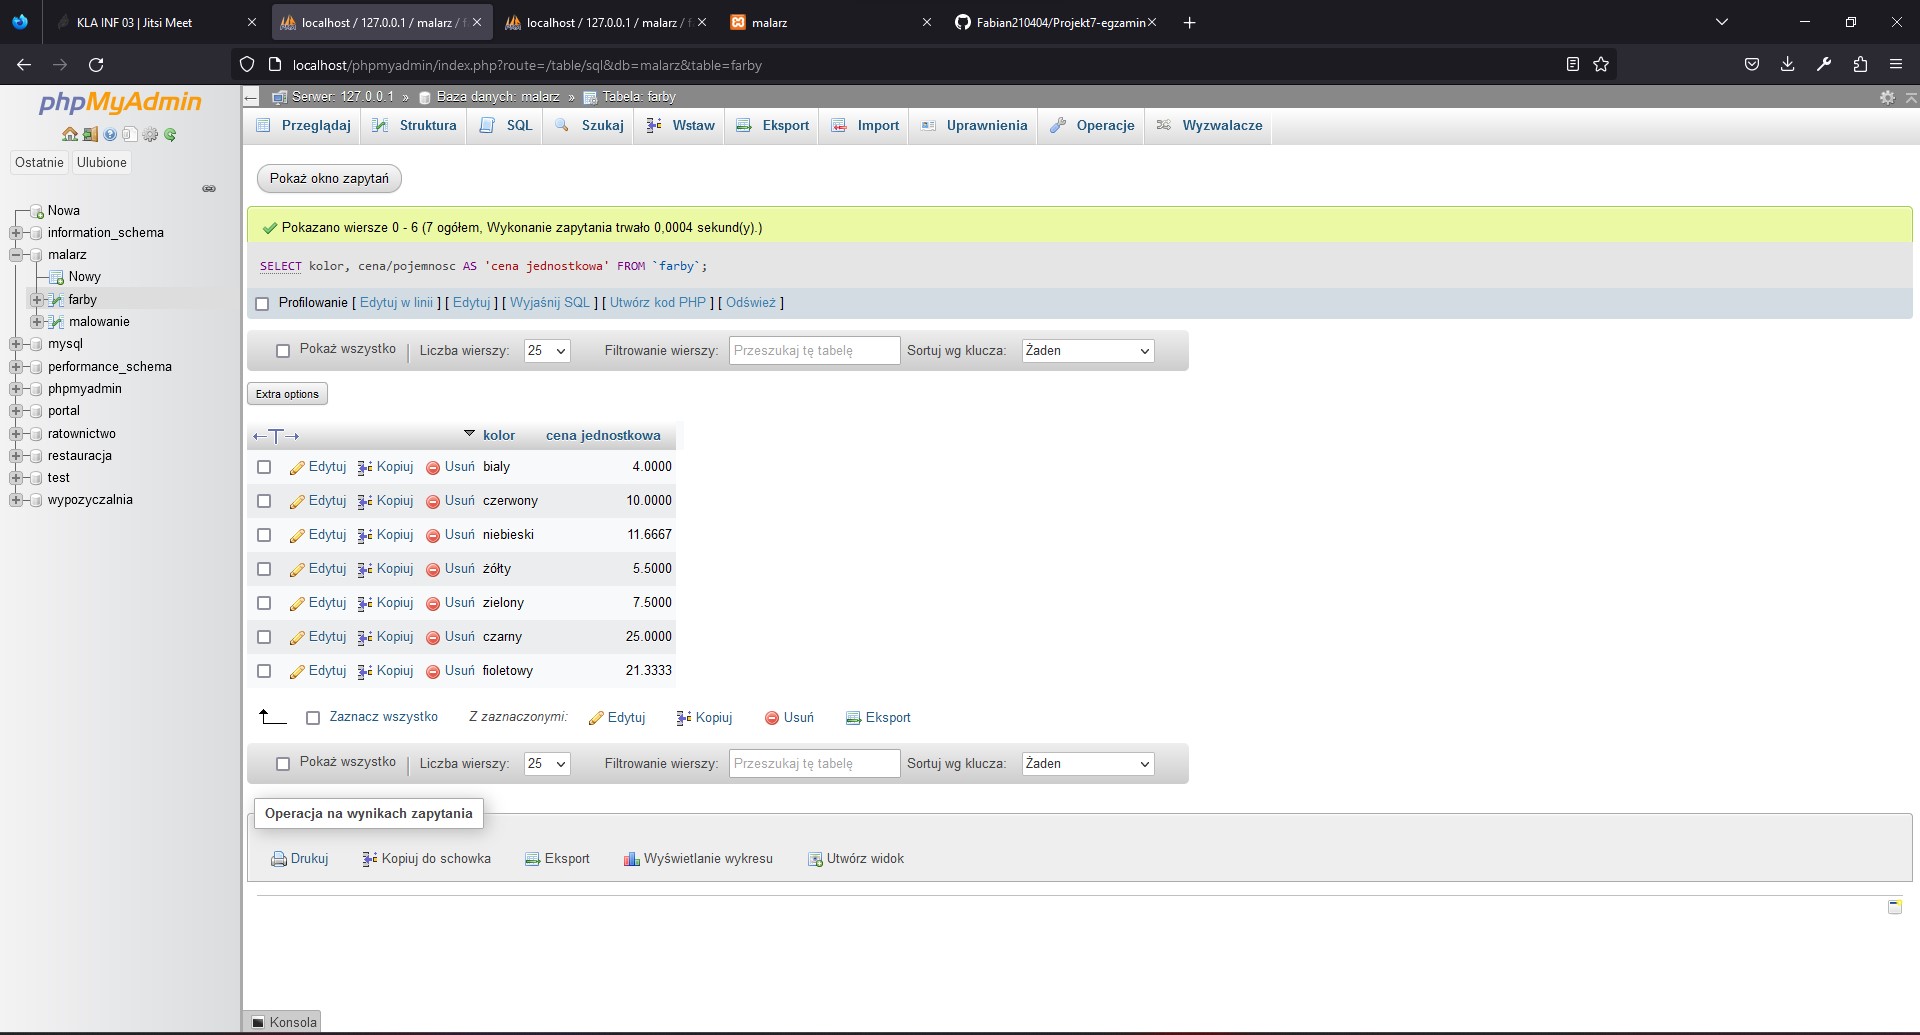 KLA INF 03 | Jitsi Meet
localhost / 127.0.0.1 / malarz / f
localhost / 127.0.0.1 / malarz / f
malarz
Fabian210404/Projekt7-egzamin
localhost/phpmyadmin/index.php?route=/table/sql&db=malarz&table=farby
phpMyAdmin
Ostatnie Ulubione
Nowa
information_schema
malarz
Nowy
farby
malowanie
mysql
performance_schema
phpmyadmin
portal
ratownictwo
restauracja
test
wypozyczalnia
Serwer: 127.0.0.1 » Baza danych: malarz » Tabela: farby
Przeglądaj Struktura SQL Szukaj Wstaw Eksport Import Uprawnienia Operacje Wyzwalacze
Pokaż okno zapytań
Pokazano wiersze 0 - 6 (7 ogółem, Wykonanie zapytania trwało 0,0004 sekund(y).)
SELECT kolor, cena/pojemnosc AS 'cena jednostkowa' FROM `farby`;
Profilowanie [ Edytuj w linii ] [ Edytuj ] [ Wyjaśnij SQL ] [ Utwórz kod PHP ] [ Odśwież ]
Pokaż wszystko | Liczba wierszy: 25 Filtrowanie wierszy: Przeszukaj tę tabelę Sortuj wg klucza: Żaden
Extra options
←T→ kolor cena jednostkowa
Edytuj Kopiuj Usuń bialy 4.0000
Edytuj Kopiuj Usuń czerwony 10.0000
Edytuj Kopiuj Usuń niebieski 11.6667
Edytuj Kopiuj Usuń żółty 5.5000
Edytuj Kopiuj Usuń zielony 7.5000
Edytuj Kopiuj Usuń czarny 25.0000
Edytuj Kopiuj Usuń fioletowy 21.3333
Zaznacz wszystko Z zaznaczonymi: Edytuj Kopiuj Usuń Eksport
Pokaż wszystko | Liczba wierszy: 25 Filtrowanie wierszy: Przeszukaj tę tabelę Sortuj wg klucza: Żaden
Operacja na wynikach zapytania
Drukuj Kopiuj do schowka Eksport Wyświetlanie wykresu Utwórz widok
Konsola